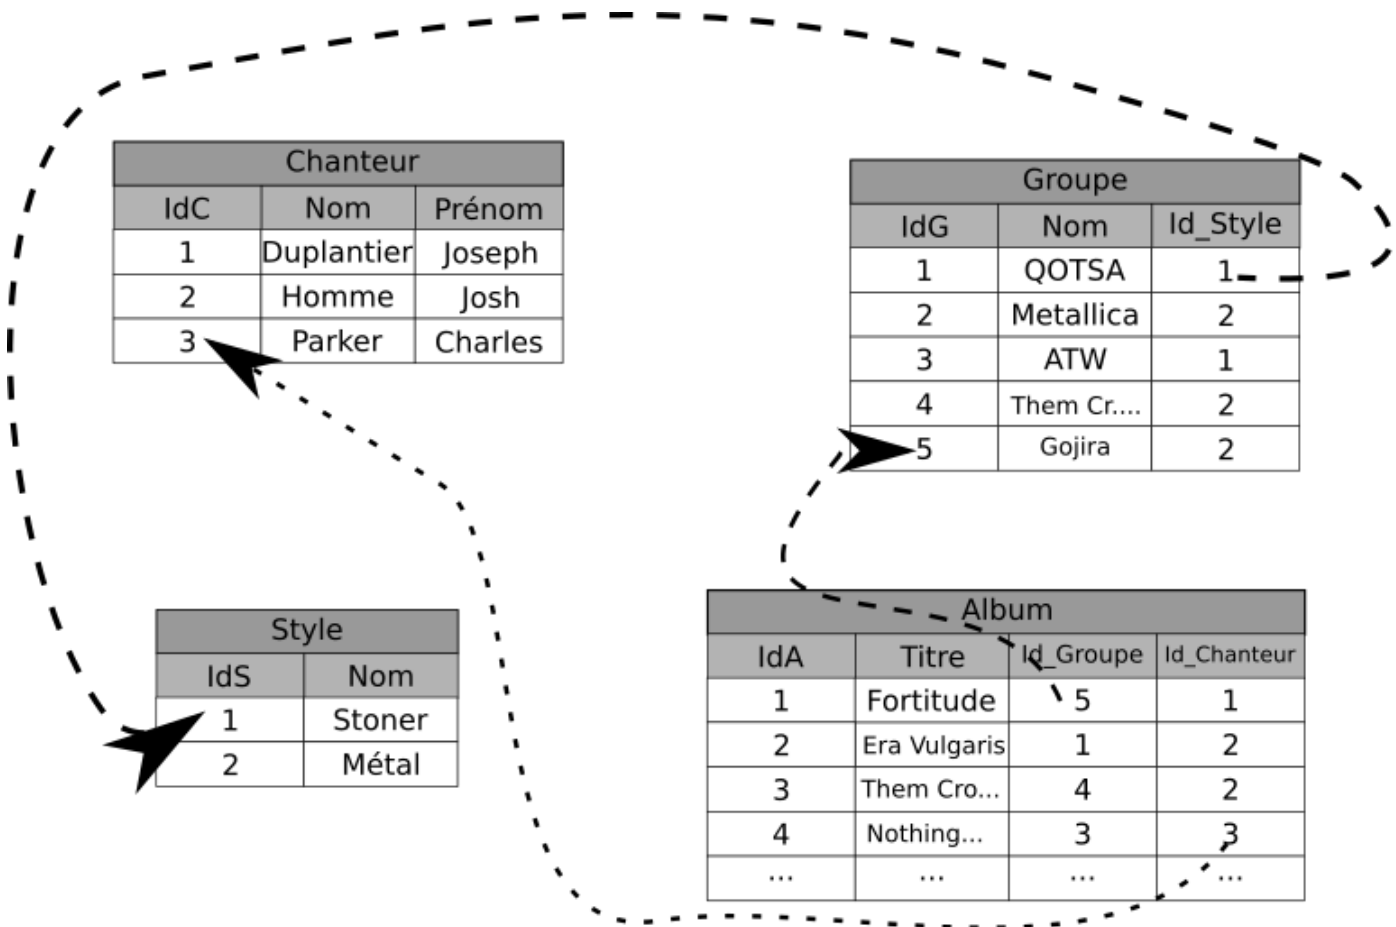 Chanteur
IdC Nom Prénom
1 Duplantier Joseph
2 Homme Josh
3 Parker Charles
Groupe
IdG Nom Id_Style
1 QOTSA 1
2 Metallica 2
3 ATW 1
4 Them Cr.... 2
5 Gojira 2
Style
IdS Nom
1 Stoner
2 Métal
Album
IdA Titre Id_Groupe Id_Chanteur
1 Fortitude 5 1
2 Era Vulgaris 1 2
3 Them Cro... 4 2
4 Nothing... 3 3
... ... ... ...